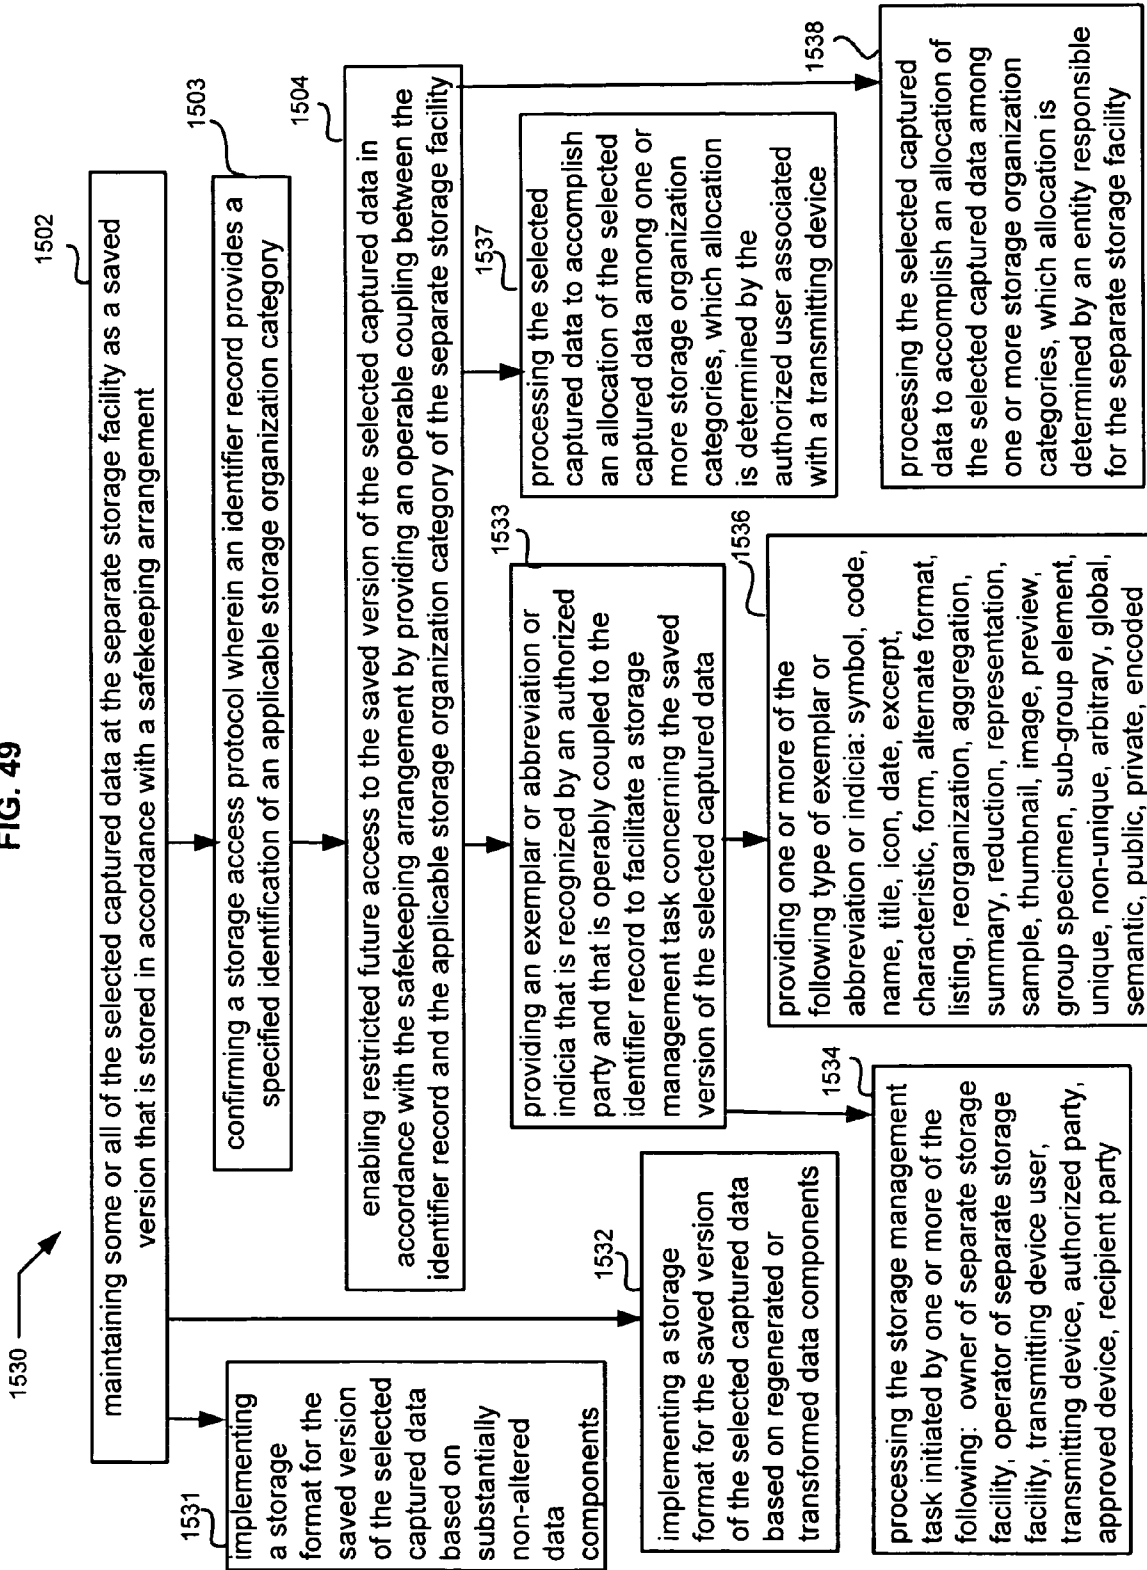 FIG. 49
1530
1502
maintaining some or all of the selected captured data at the separate storage facility as a saved
version that is stored in accordance with a safekeeping arrangement
1503
confirming a storage access protocol wherein an identifier record provides a
specified identification of an applicable storage organization category
1504
enabling restricted future access to the saved version of the selected captured data in
accordance with the safekeeping arrangement by providing an operable coupling between the
identifier record and the applicable storage organization category of the separate storage facility
1531
implementing
a storage
format for the
saved version
of the selected
captured data
based on
substantially
non-altered
data
components
1532
implementing a storage
format for the saved version
of the selected captured data
based on regenerated or
transformed data components
1533
providing an exemplar or abbreviation or
indicia that is recognized by an authorized
party and that is operably coupled to the
identifier record to facilitate a storage
management task concerning the saved
version of the selected captured data
1537
processing the selected
captured data to accomplish
an allocation of the selected
captured data among one or
more storage organization
categories, which allocation
is determined by the
authorized user associated
with a transmitting device
1534
processing the storage management
task initiated by one or more of the
following: owner of separate storage
facility, operator of separate storage
facility, transmitting device user,
transmitting device, authorized party,
approved device, recipient party
1536
providing one or more of the
following type of exemplar or
abbreviation or indicia: symbol, code,
name, title, icon, date, excerpt,
characteristic, form, alternate format,
listing, reorganization, aggregation,
summary, reduction, representation,
sample, thumbnail, image, preview,
group specimen, sub-group element,
unique, non-unique, arbitrary, global,
semantic, public, private, encoded
1538
processing the selected captured
data to accomplish an allocation of
the selected captured data among
one or more storage organization
categories, which allocation is
determined by an entity responsible
for the separate storage facility